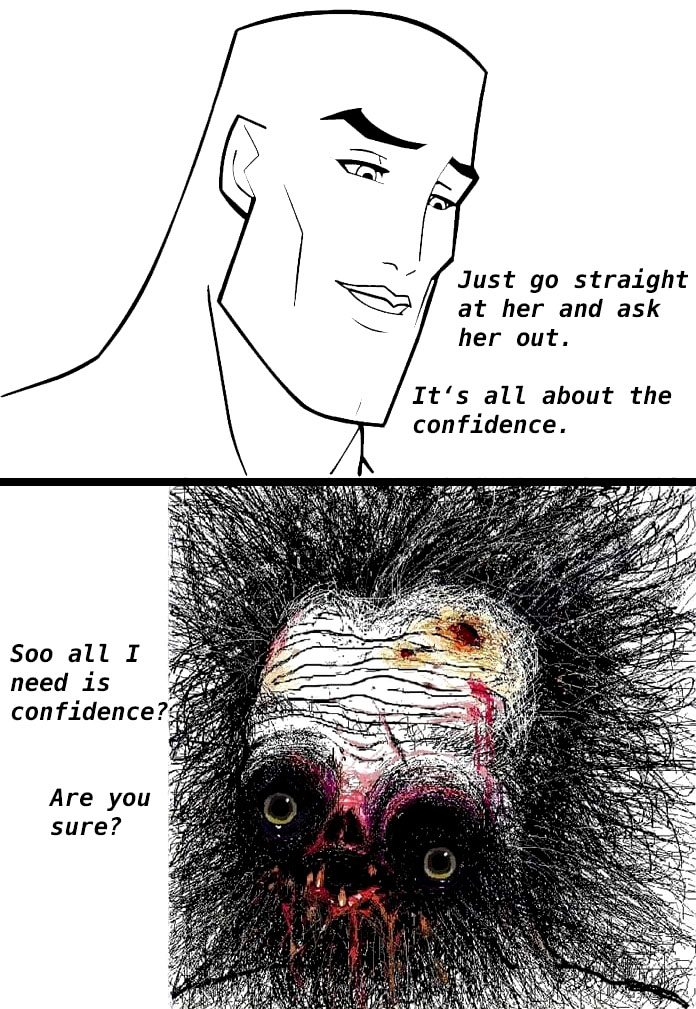 Just go straight
at her and ask
her out.
It‘s all about the
confidence.
Soo all I
need is
confidence?
Are you
sure?